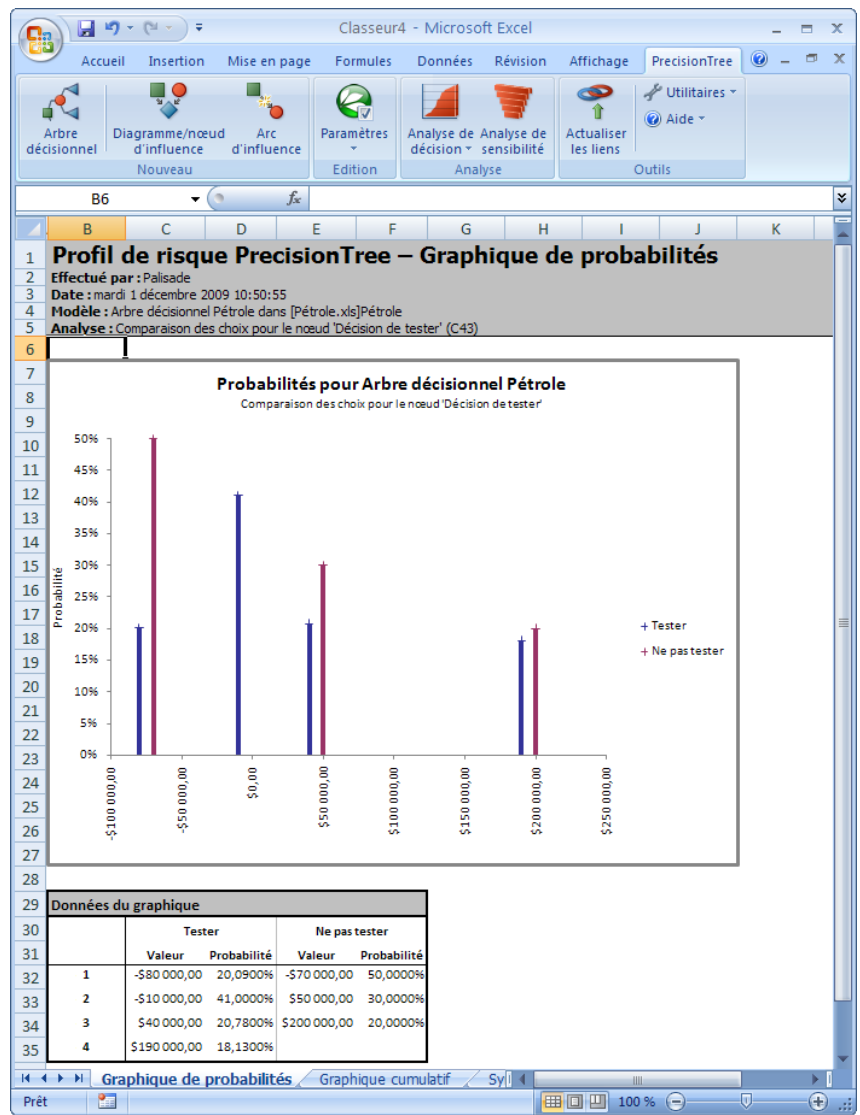 Classeur4 - Microsoft Excel
Accueil Insertion Mise en page Formules Données Révision Affichage PrecisionTree
Arbre décisionnel
Diagramme/nœud d'influence
Arc d'influence
Nouveau
Paramètres
Edition
Analyse de décision
Analyse de sensibilité
Analyse
Actualiser les liens
Utilitaires
Aide
Outils
B6 fx
B C D E F G H I J K
1 Profil de risque PrecisionTree – Graphique de probabilités
2 Effectué par : Palisade
3 Date : mardi 1 décembre 2009 10:50:55
4 Modèle : Arbre décisionnel Pétrole dans [Pétrole.xls]Pétrole
5 Analyse : Comparaison des choix pour le nœud 'Décision de tester' (C43)
6
7
8
9
10
11
12
13
14
15
16
17
18
19
20
21
22
23
24
25
26
27
28
Probabilités pour Arbre décisionnel Pétrole
Comparaison des choix pour le nœud 'Décision de tester'
Probabilité
50%
45%
40%
35%
30%
25%
20%
15%
10%
5%
0%
-$100 000,00 -$50 000,00 $0,00 $50 000,00 $100 000,00 $150 000,00 $200 000,00 $250 000,00
Tester
Ne pas tester
29 Données du graphique
30 Tester Ne pas tester
31 Valeur Probabilité Valeur Probabilité
32 1 -$80 000,00 20,0900% -$70 000,00 50,0000%
33 2 -$10 000,00 41,0000% $50 000,00 30,0000%
34 3 $40 000,00 20,7800% $200 000,00 20,0000%
35 4 $190 000,00 18,1300%
Graphique de probabilités Graphique cumulatif Sy
Prêt 100 %